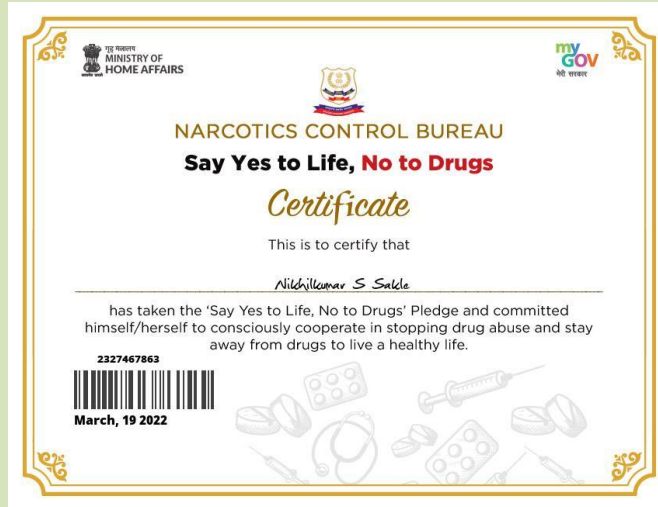 गृह मंत्रालय
MINISTRY OF
HOME AFFAIRS
my
GOV
मेरी सरकार
NARCOTICS CONTROL BUREAU
Say Yes to Life, No to Drugs
Certificate
This is to certify that
Nikhilkumar S Sakle
has taken the ‘Say Yes to Life, No to Drugs’ Pledge and committed
himself/herself to consciously cooperate in stopping drug abuse and stay
away from drugs to live a healthy life.
2327467863
March, 19 2022